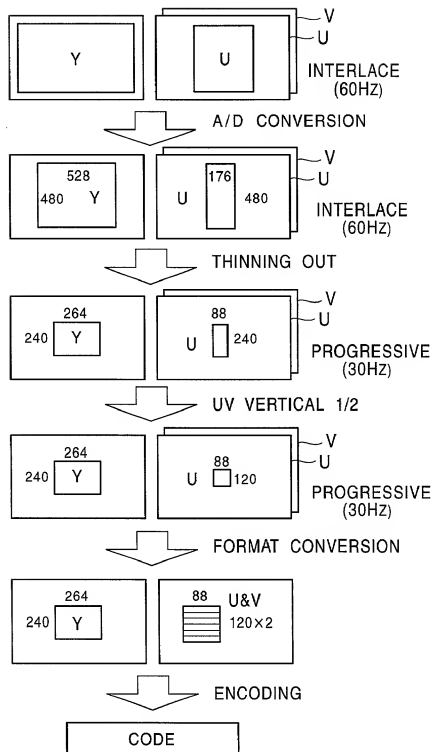 V
Y
U
U
INTERLACE
(60HZ)
A/D CONVERSION
V
528
176
U
480
Y
U
480
INTERLACE
(60HZ)
THINNING OUT
V
264
88
U
240
Y
U
240
PROGRESSIVE
(30HZ)
UV VERTICAL 1/2
V
264
U
88
240
Y
U
120
PROGRESSIVE
(30HZ)
FORMAT CONVERSION
264
88
U&V
240
Y
120×2
ENCODING
CODE